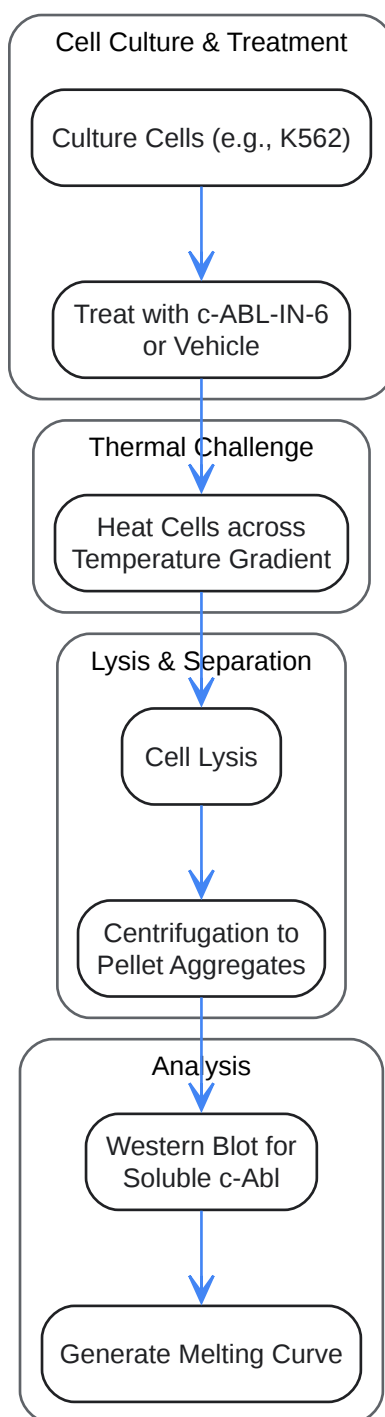 Cell Culture & Treatment
Culture Cells (e.g., K562)
Treat with c-ABL-IN-6
or Vehicle
Thermal Challenge
Heat Cells across
Temperature Gradient
Lysis & Separation
Cell Lysis
Centrifugation to
Pellet Aggregates
Analysis
Western Blot for
Soluble c-Abl
Generate Melting Curve